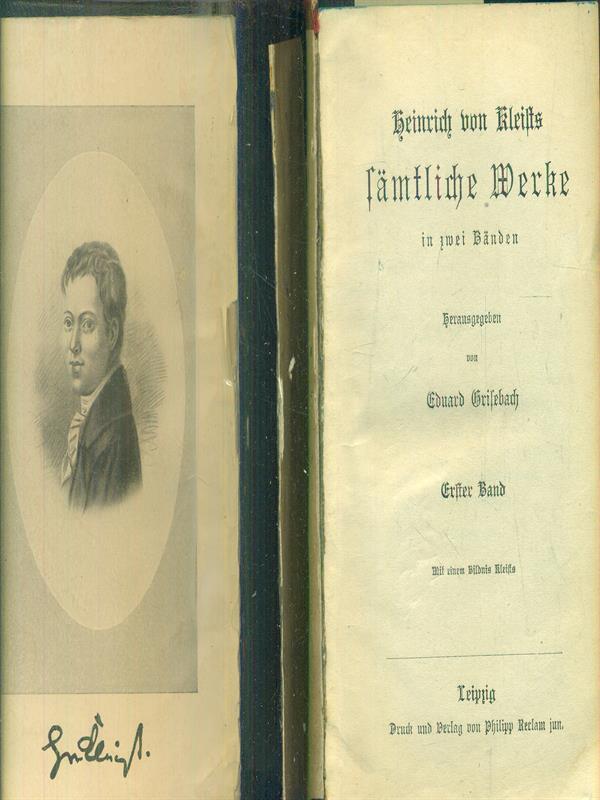 Heinrich von Kleists
sämtliche Werke
in zwei Bänden
Herausgegeben
von
Eduard Grisebach
Erster Band
Mit einem Bildnis Kleists
Leipzig
Druck und Verlag von Philipp Reclam jun.